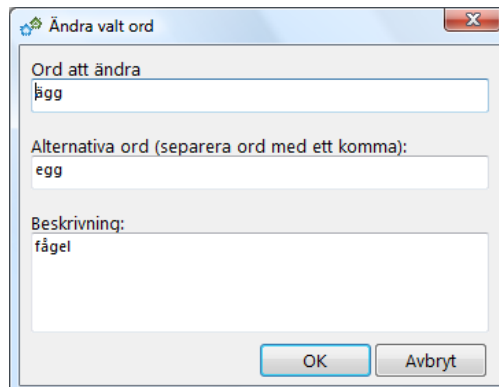 Ändra valt ord
Ord att ändra
ägg
Alternativa ord (separera ord med ett komma):
egg
Beskrivning:
fågel
OK
Avbryt